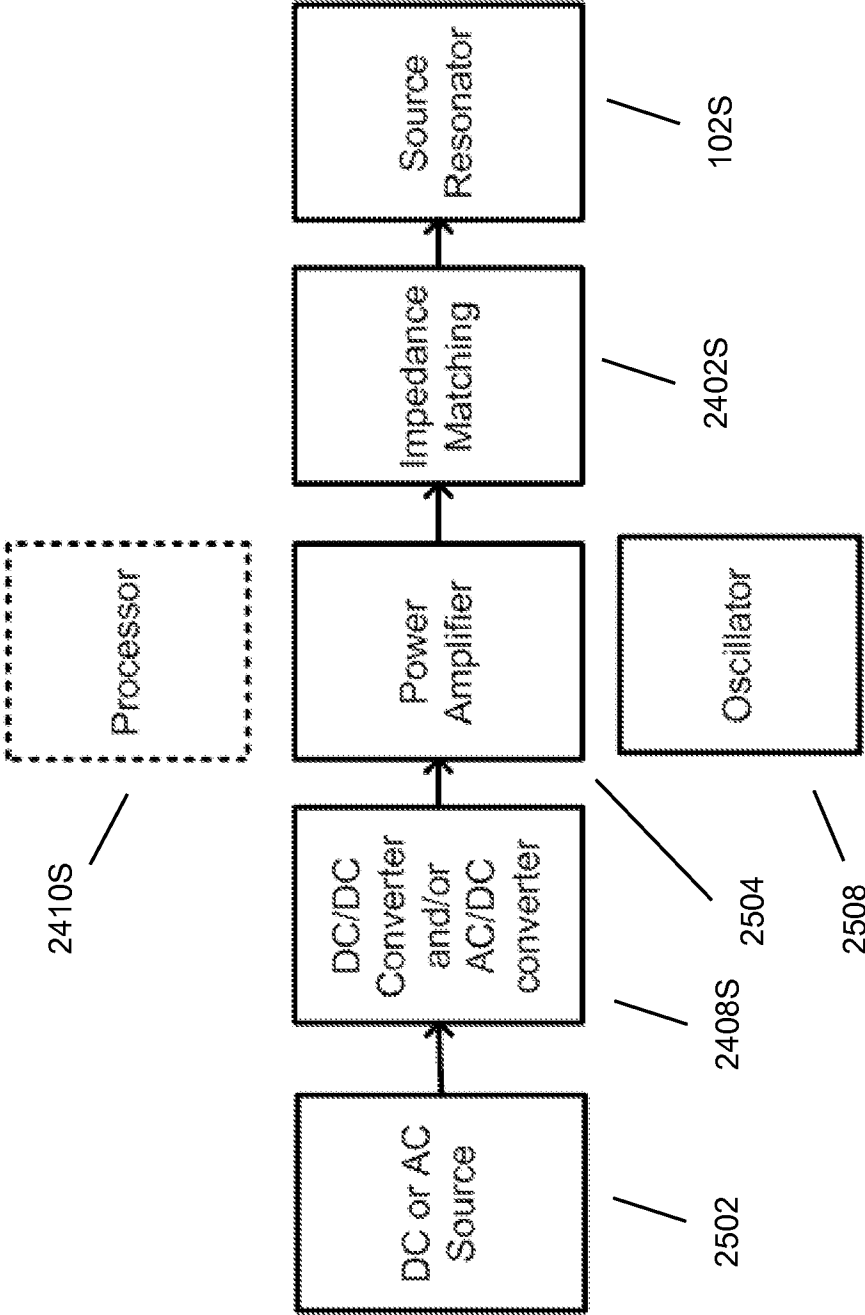 Processor
2410S
DC or AC
Source
2502
DC/DC
Converter
and/or
AC/DC
converter
2408S
Power
Amplifier
2504
Impedance
Matching
2402S
Source
Resonator
102S
Oscillator
2508